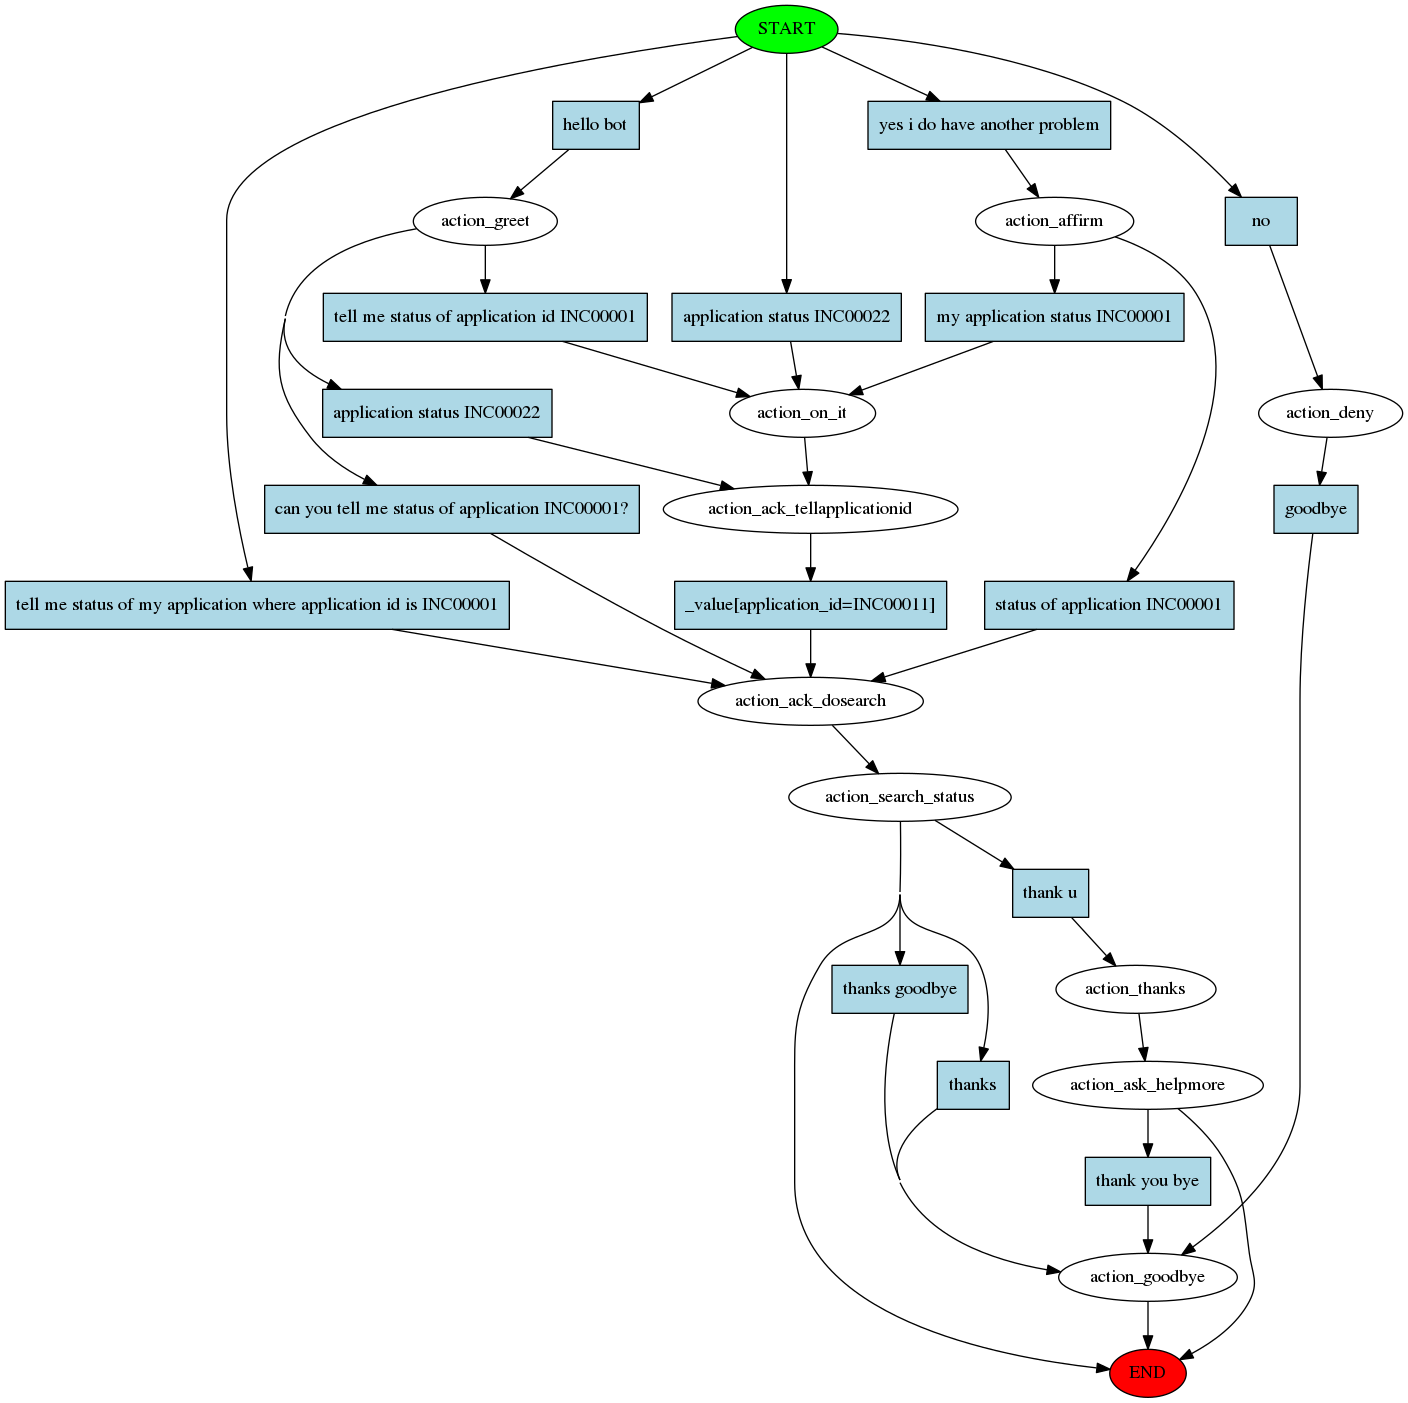 START
hello bot
yes i do have another problem
action_greet
action_affirm
no
tell me status of application id INC00001
application status INC00022
my application status INC00001
application status INC00022
action_on_it
action_deny
can you tell me status of application INC00001?
action_ack_tellapplicationid
goodbye
tell me status of my application where application id is INC00001
_value[application_id=INC00011]
status of application INC00001
action_ack_dosearch
action_search_status
thank u
thanks goodbye
action_thanks
thanks
action_ask_helpmore
thank you bye
action_goodbye
END